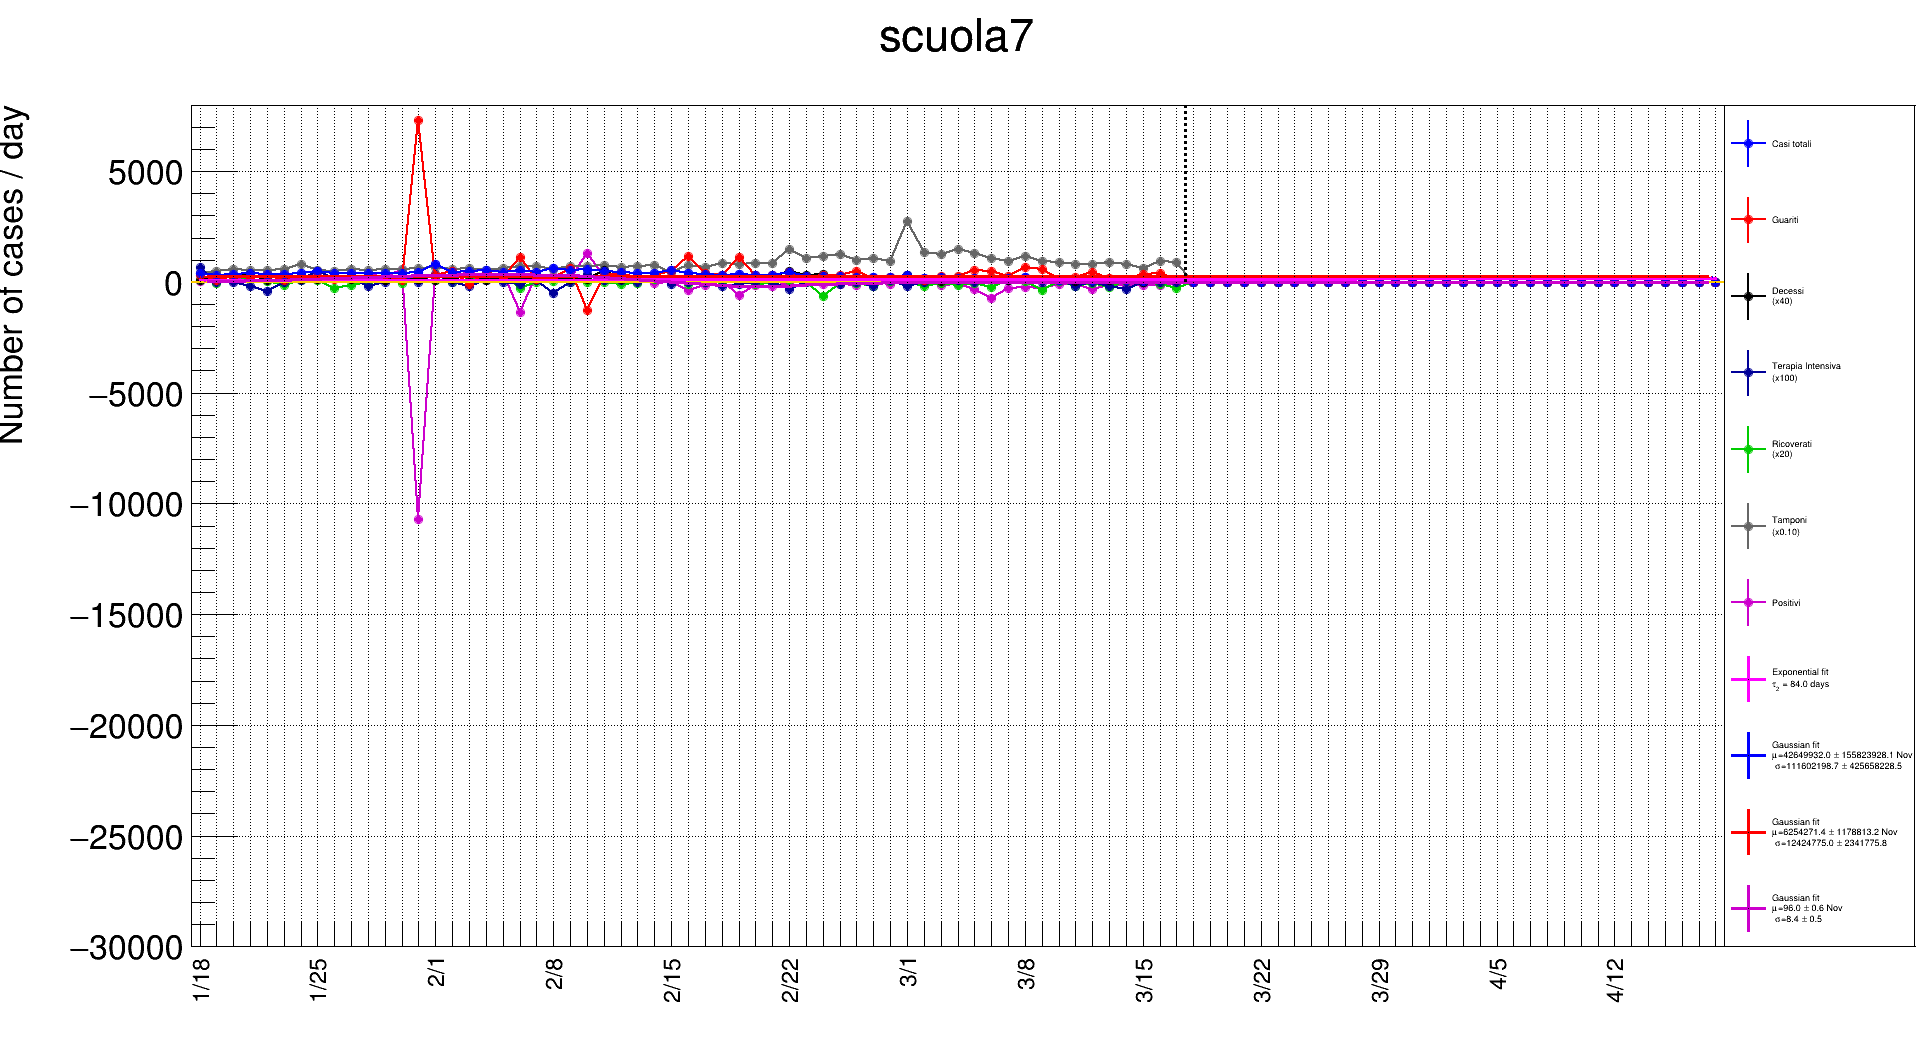 scuola7
Number of cases / day
5000
0
−5000
−10000
−15000
−20000
−25000
−30000
1/18
1/25
2/1
2/8
2/15
2/22
3/1
3/8
3/15
3/22
3/29
4/5
4/12
Casi totali
Guariti
Decessi
(x40)
Terapia Intensiva
(x100)
Ricoverati
(x20)
Tamponi
(x0.10)
Positivi
Exponential fit
τ2 = 84.0 days
Gaussian fit
μ=42649932.0 ± 155823928.1 Nov
σ=111602198.7 ± 425658228.5
Gaussian fit
μ=6254271.4 ± 1178813.2 Nov
σ=12424775.0 ± 2341775.8
Gaussian fit
μ=96.0 ± 0.6 Nov
σ=8.4 ± 0.5